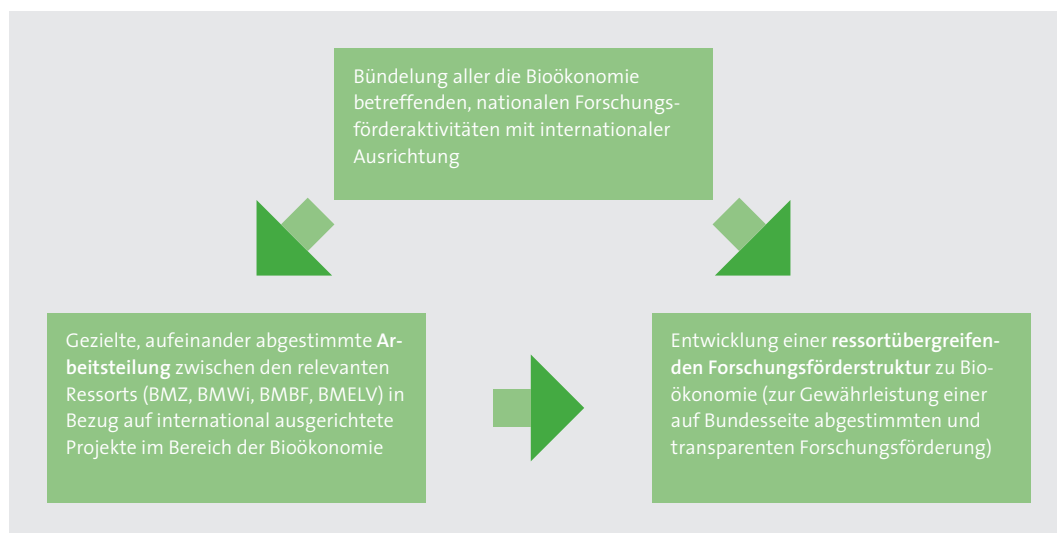 Bündelung aller die Bioökonomie
betreffenden, nationalen Forschungs-
förderaktivitäten mit internationaler
Ausrichtung
Gezielte, aufeinander abgestimmte Ar-
beitsteilung zwischen den relevanten
Ressorts (BMZ, BMWi, BMBF, BMELV) in
Bezug auf international ausgerichtete
Projekte im Bereich der Bioökonomie
Entwicklung einer ressortübergreifen-
den Forschungsförderstruktur zu Bio-
ökonomie (zur Gewährleistung einer
auf Bundesseite abgestimmten und
transparenten Forschungsförderung)